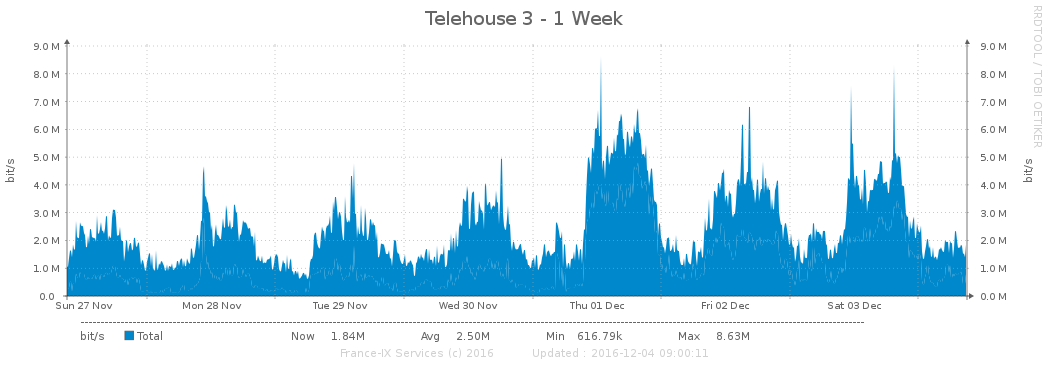 Telehouse 3 - 1 Week
RRDTOOL / TOBI OETIKER
bit/s
9.0 M 9.0 M
8.0 M 8.0 M
7.0 M 7.0 M
6.0 M 6.0 M
5.0 M 5.0 M
4.0 M 4.0 M
3.0 M 3.0 M
2.0 M 2.0 M
1.0 M 1.0 M
0.0 0.0 M
bit/s
Sun 27 Nov Mon 28 Nov Tue 29 Nov Wed 30 Nov Thu 01 Dec Fri 02 Dec Sat 03 Dec
bit/s Total Now 1.84M Avg 2.50M Min 616.79k Max 8.63M
France-IX Services (c) 2016 Updated : 2016-12-04 09:00:11